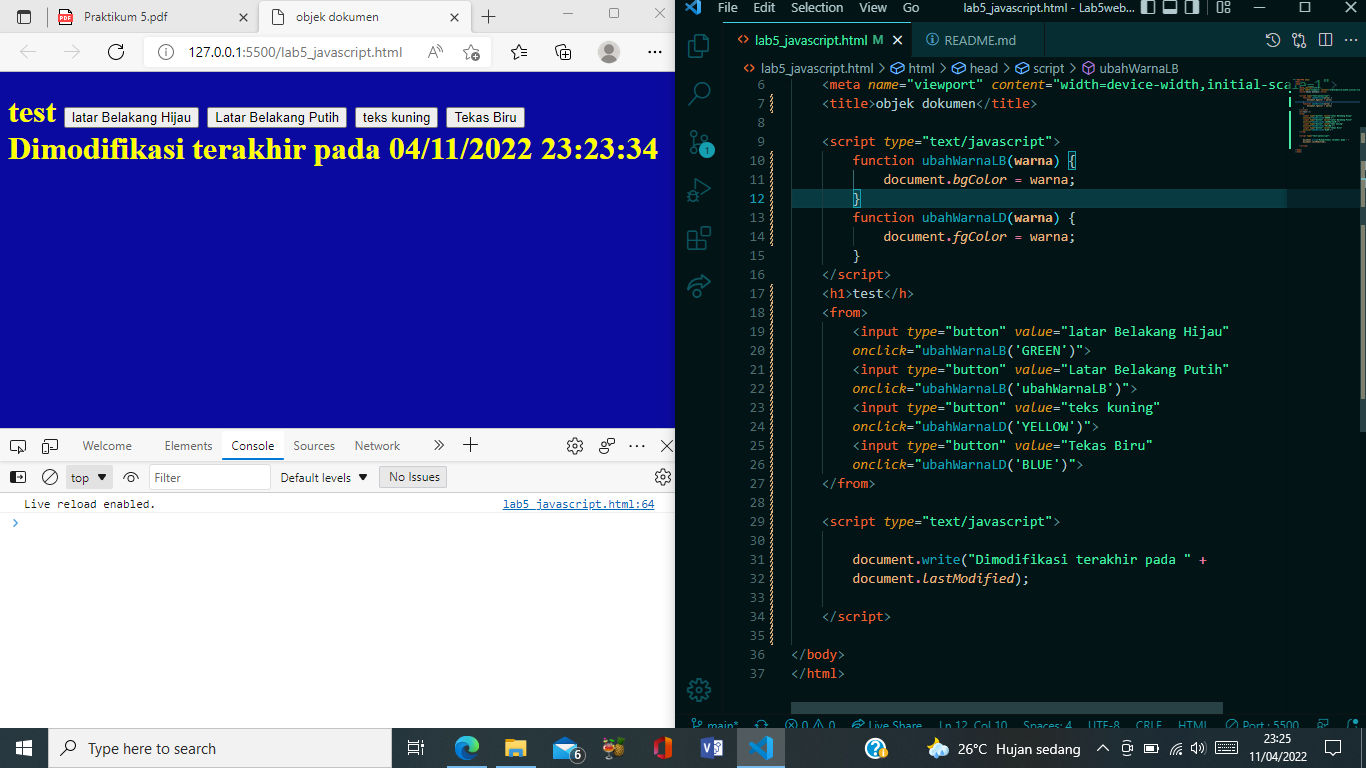 Praktikum 5.pdf
objek dokumen
127.0.0.1:5500/lab5_javascript.html
test latar Belakang Hijau Latar Belakang Putih teks kuning Tekas Biru
Dimodifikasi terakhir pada 04/11/2022 23:23:34
Welcome Elements Console Sources Network
top Filter Default levels No Issues
Live reload enabled. lab5_javascript.html:64
File Edit Selection View Go lab5_javascript.html - Lab5web...
lab5_javascript.html M README.md
lab5_javascript.html > html > head > script > ubahWarnaLB
6 <meta name="viewport" content="width=device-width,initial-scale=1">
7 <title>objek dokumen</title>
8
9 <script type="text/javascript">
10 function ubahWarnaLB(warna) {
11 document.bgColor = warna;
12 }
13 function ubahWarnaLD(warna) {
14 document.fgColor = warna;
15 }
16 </script>
17 <h1>test</h>
18 <from>
19 <input type="button" value="latar Belakang Hijau"
20 onclick="ubahWarnaLB('GREEN')">
21 <input type="button" value="Latar Belakang Putih"
22 onclick="ubahWarnaLB('ubahWarnaLB')">
23 <input type="button" value="teks kuning"
24 onclick="ubahWarnaLD('YELLOW')">
25 <input type="button" value="Tekas Biru"
26 onclick="ubahWarnaLD('BLUE')">
27 </from>
28
29 <script type="text/javascript">
30
31 document.write("Dimodifikasi terakhir pada " +
32 document.lastModified);
33
34 </script>
35
36 </body>
37 </html>
1
main* 0 0 Live Share Ln 12, Col 10 Spaces: 4 UTF-8 CRLF HTML Port : 5500
Type here to search
6
26°C Hujan sedang
23:25
11/04/2022